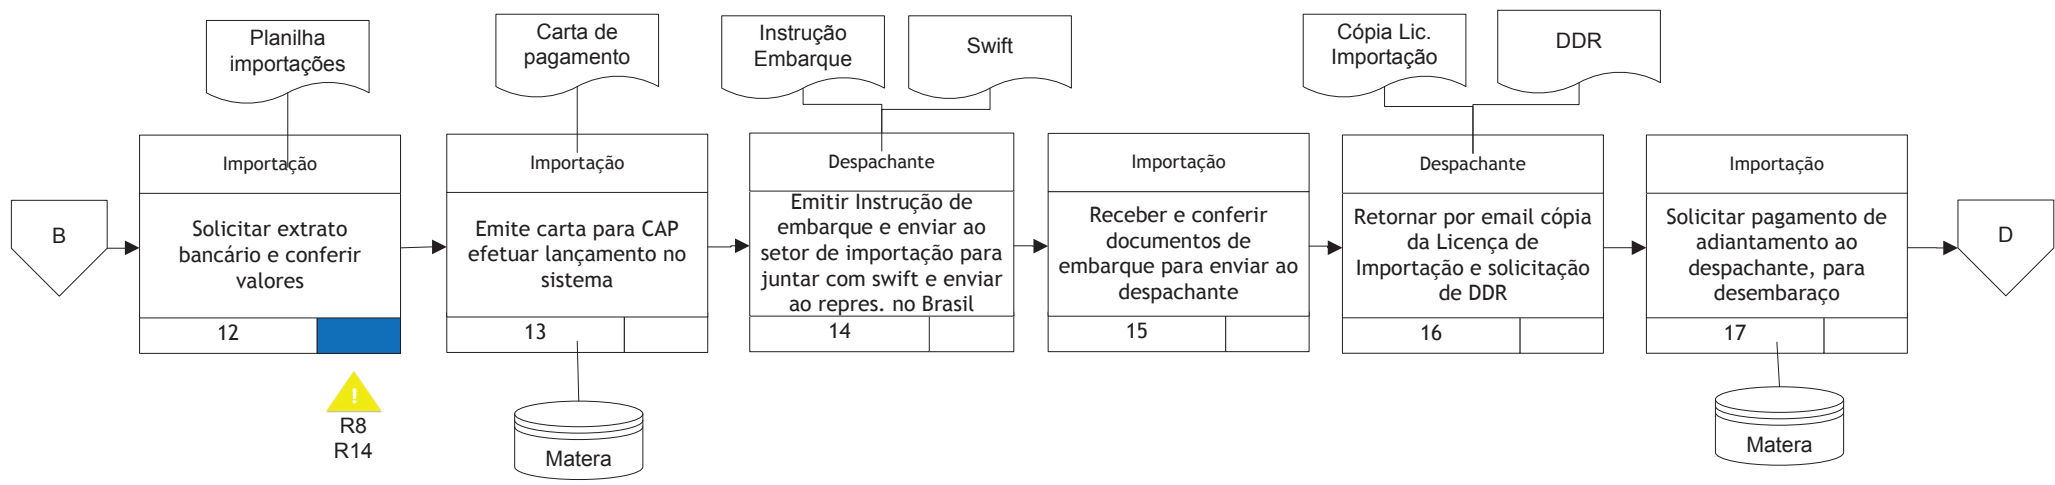 Planilha
importações
Carta de
pagamento
Instrução
Embarque
Swift
Cópia Lic.
Importação
DDR
B
Importação
Solicitar extrato
bancário e conferir
valores
12
!
R8
R14
Importação
Emite carta para CAP
efetuar lançamento no
sistema
13
Matera
Despachante
Emitir Instrução de
embarque e enviar ao
setor de importação para
juntar com swift e enviar
ao repres. no Brasil
14
Importação
Receber e conferir
documentos de
embarque para enviar ao
despachante
15
Despachante
Retornar por email cópia
da Licença de
Importação e solicitação
de DDR
16
Importação
Solicitar pagamento de
adiantamento ao
despachante, para
desembaraço
17
Matera
D